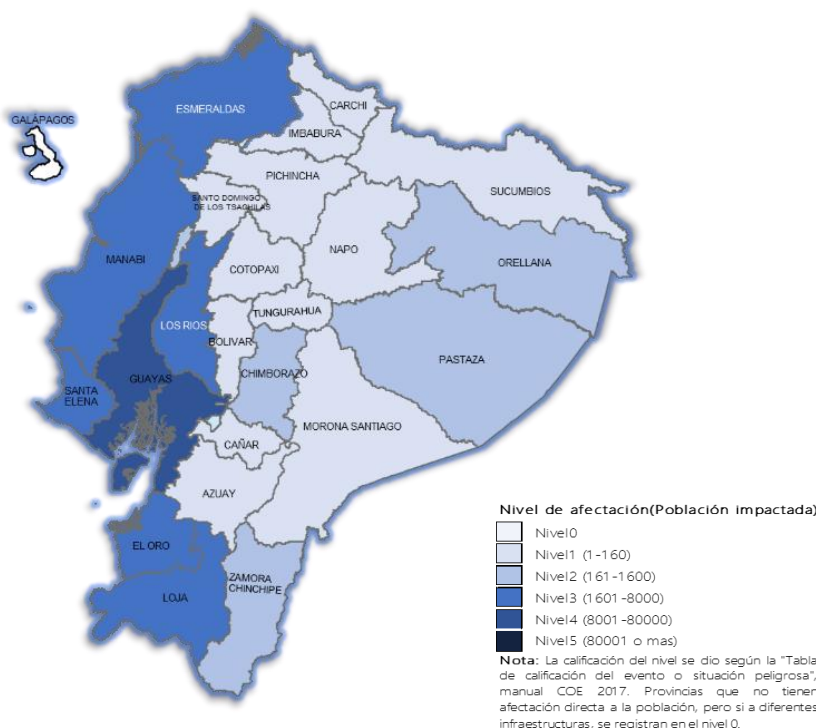 ESMERALDAS
CARCHI
GALÁPAGOS
IMBABURA
PICHINCHA
SUCUMBIOS
SANTO DOMINGO
DE LOS TSACHILAS
NAPO
MANABI
ORELLANA
COTOPAXI
TUNGURAHUA
LOS RIOS
BOLIVAR
PASTAZA
CHIMBORAZO
GUAYAS
SANTA
ELENA
MORONA SANTIAGO
CAÑAR
AZUAY
EL ORO
ZAMORA
CHINCHIPE
LOJA
Nivel de afectación(Población impactada)
Nivel0
Nivel1 (1-160)
Nivel2 (161-1600)
Nivel3 (1601-8000)
Nivel4 (8001-80000)
Nivel5 (80001 o mas)
Nota: La calificación del nivel se dio según la "Tabla
de calificación del evento o situación peligrosa",
manual COE 2017. Provincias que no tienen
afectación directa a la población, pero si a diferentes
infraestructuras, se registran en el nivel 0.